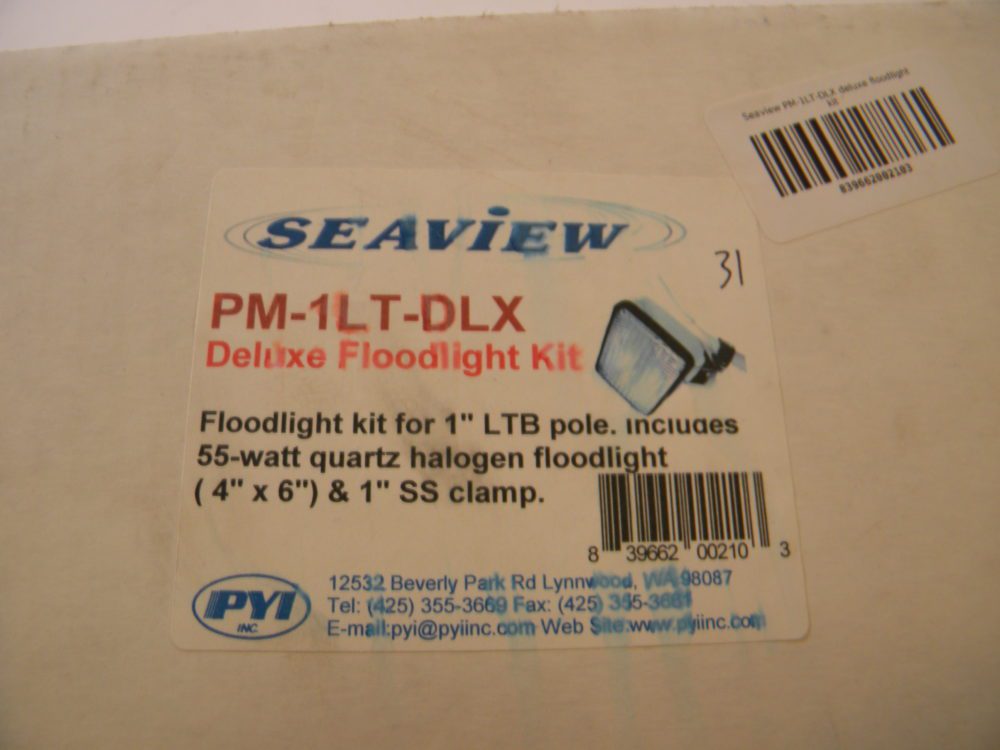 Seaview PM-1LT-DLX deluxe floodlight
kit
839662002103
SEAVIEW
31
PM-1LT-DLX
Deluxe Floodlight Kit
Floodlight kit for 1" LTB pole. Includes
55-watt quartz halogen floodlight
( 4" x 6") & 1" SS clamp.
8 39662 00210 3
PYI
INC.
12532 Beverly Park Rd Lynnwood, WA 98087
Tel: (425) 355-3669 Fax: (425) 355-3661
E-mail:pyi@pyiinc.com Web Site:www.pyiinc.com